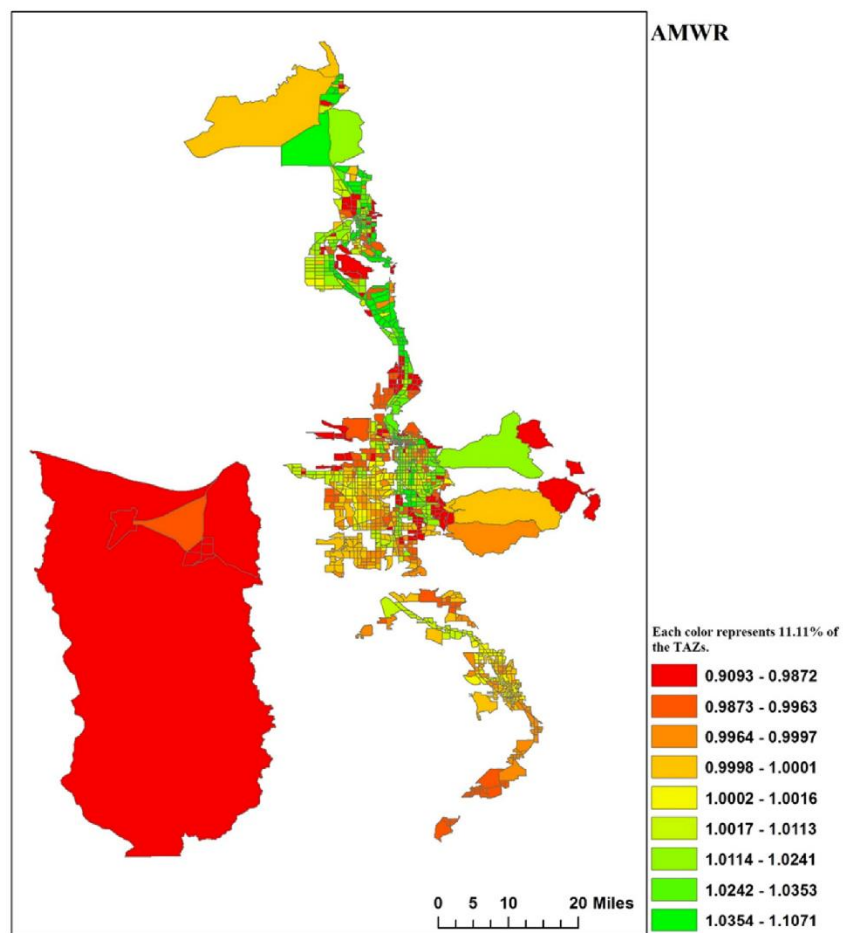 AMWR
Each color represents 11.11% of
the TAZs.
0.9093 - 0.9872
0.9873 - 0.9963
0.9964 - 0.9997
0.9998 - 1.0001
1.0002 - 1.0016
1.0017 - 1.0113
1.0114 - 1.0241
1.0242 - 1.0353
1.0354 - 1.1071
0 5 10 20 Miles